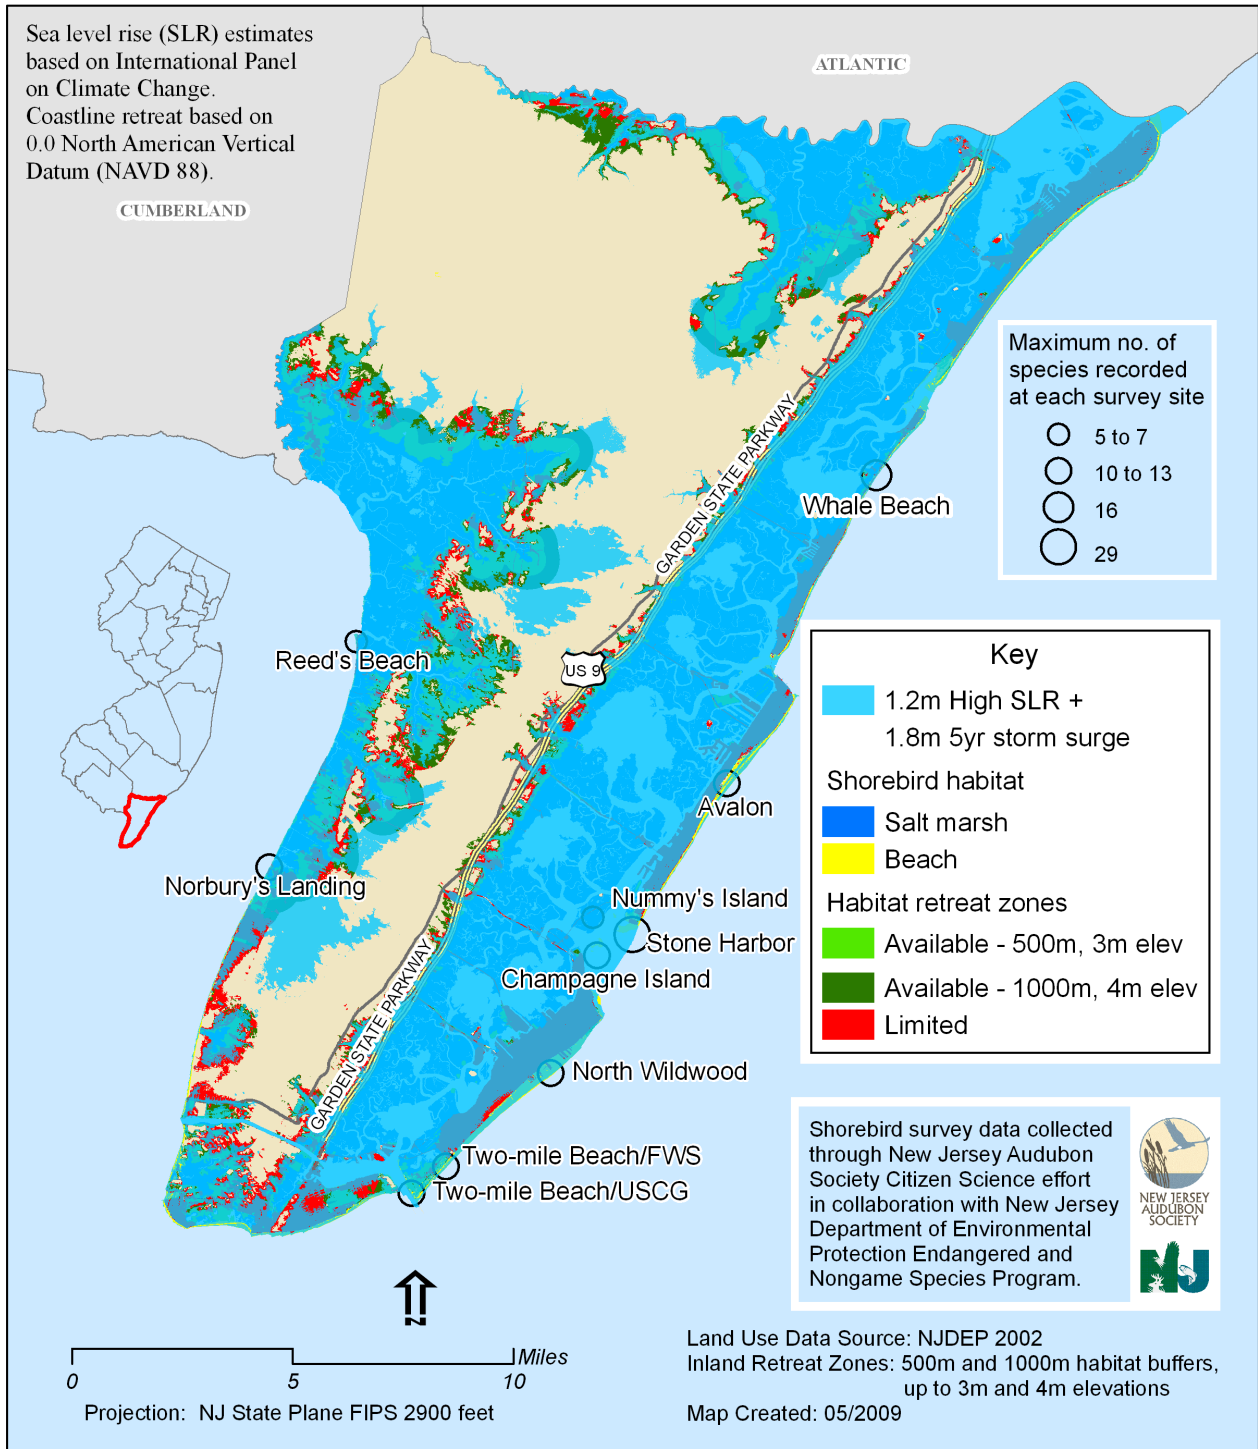 Sea level rise (SLR) estimates
based on International Panel
on Climate Change.
Coastline retreat based on
0.0 North American Vertical
Datum (NAVD 88).
ATLANTIC
CUMBERLAND
Maximum no. of
species recorded
at each survey site
5 to 7
10 to 13
16
29
GARDEN STATE PARKWAY
Whale Beach
Reed's Beach
US 9
Key
1.2m High SLR +
1.8m 5yr storm surge
Shorebird habitat
Salt marsh
Beach
Habitat retreat zones
Available - 500m, 3m elev
Available - 1000m, 4m elev
Limited
Avalon
Norbury's Landing
Nummy's Island
Stone Harbor
Champagne Island
GARDEN STATE PARKWAY
North Wildwood
Two-mile Beach/FWS
Two-mile Beach/USCG
Shorebird survey data collected
through New Jersey Audubon
Society Citizen Science effort
in collaboration with New Jersey
Department of Environmental
Protection Endangered and
Nongame Species Program.
NEW JERSEY
AUDUBON
SOCIETY
NJ
N
Miles
0 5 10
Projection: NJ State Plane FIPS 2900 feet
Land Use Data Source: NJDEP 2002
Inland Retreat Zones: 500m and 1000m habitat buffers,
up to 3m and 4m elevations
Map Created: 05/2009